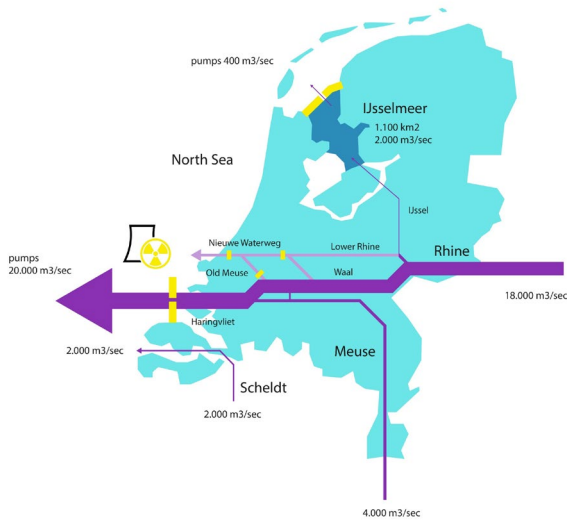 pumps 400 m3/sec
IJsselmeer
1.100 km2
2.000 m3/sec
North Sea
IJssel
Nieuwe Waterweg
Lower Rhine
Rhine
pumps
20.000 m3/sec
Old Meuse
Waal
18.000 m3/sec
Haringvliet
2.000 m3/sec
Meuse
Scheldt
2.000 m3/sec
4.000 m3/sec